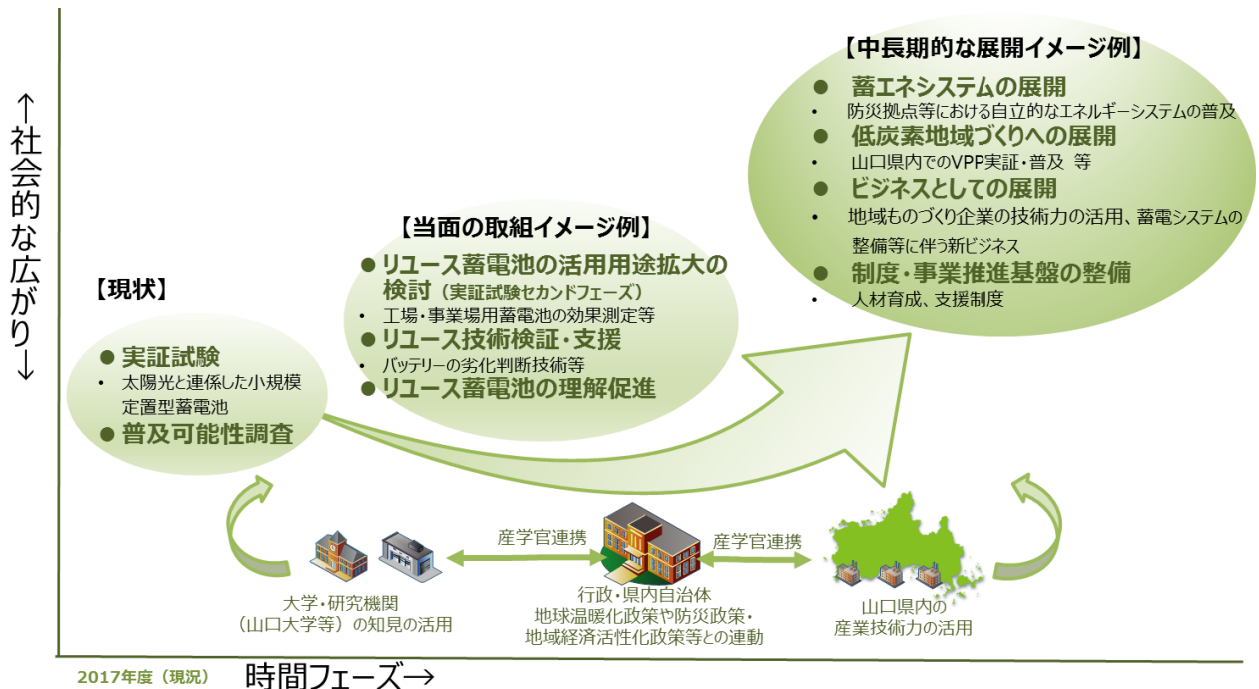 ←社会的な広がり→
【現状】
● 実証試験
• 太陽光と連係した小規模
定置型蓄電池
● 普及可能性調査
【当面の取組イメージ例】
● リユース蓄電池の活用用途拡大の
検討（実証試験セカンドフェーズ）
• 工場・事業場用蓄電池の効果測定等
● リユース技術検証・支援
• バッテリーの劣化判断技術等
● リユース蓄電池の理解促進
【中長期的な展開イメージ例】
● 蓄エネシステムの展開
• 防災拠点等における自立的なエネルギーシステムの普及
● 低炭素地域づくりへの展開
• 山口県内でのVPP実証・普及 等
● ビジネスとしての展開
• 地域ものづくり企業の技術力の活用、蓄電システムの
整備等に伴う新ビジネス
● 制度・事業推進基盤の整備
• 人材育成、支援制度
産学官連携
産学官連携
大学・研究機関
（山口大学等）の知見の活用
行政・県内自治体
地球温暖化政策や防災政策・
地域経済活性化政策等との連動
山口県内の
産業技術力の活用
2017年度（現況）
時間フェーズ→